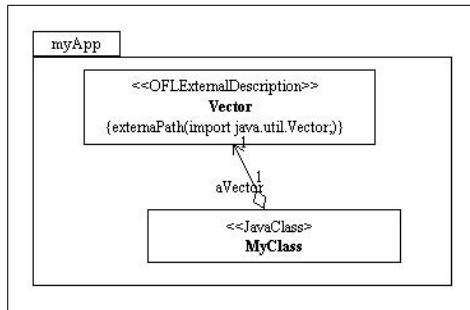 myApp
<<OFLExternalDescription>>
Vector
{externaPath(import java.util.Vector;)}
1
1
aVector
<<JavaClass>
MyClass